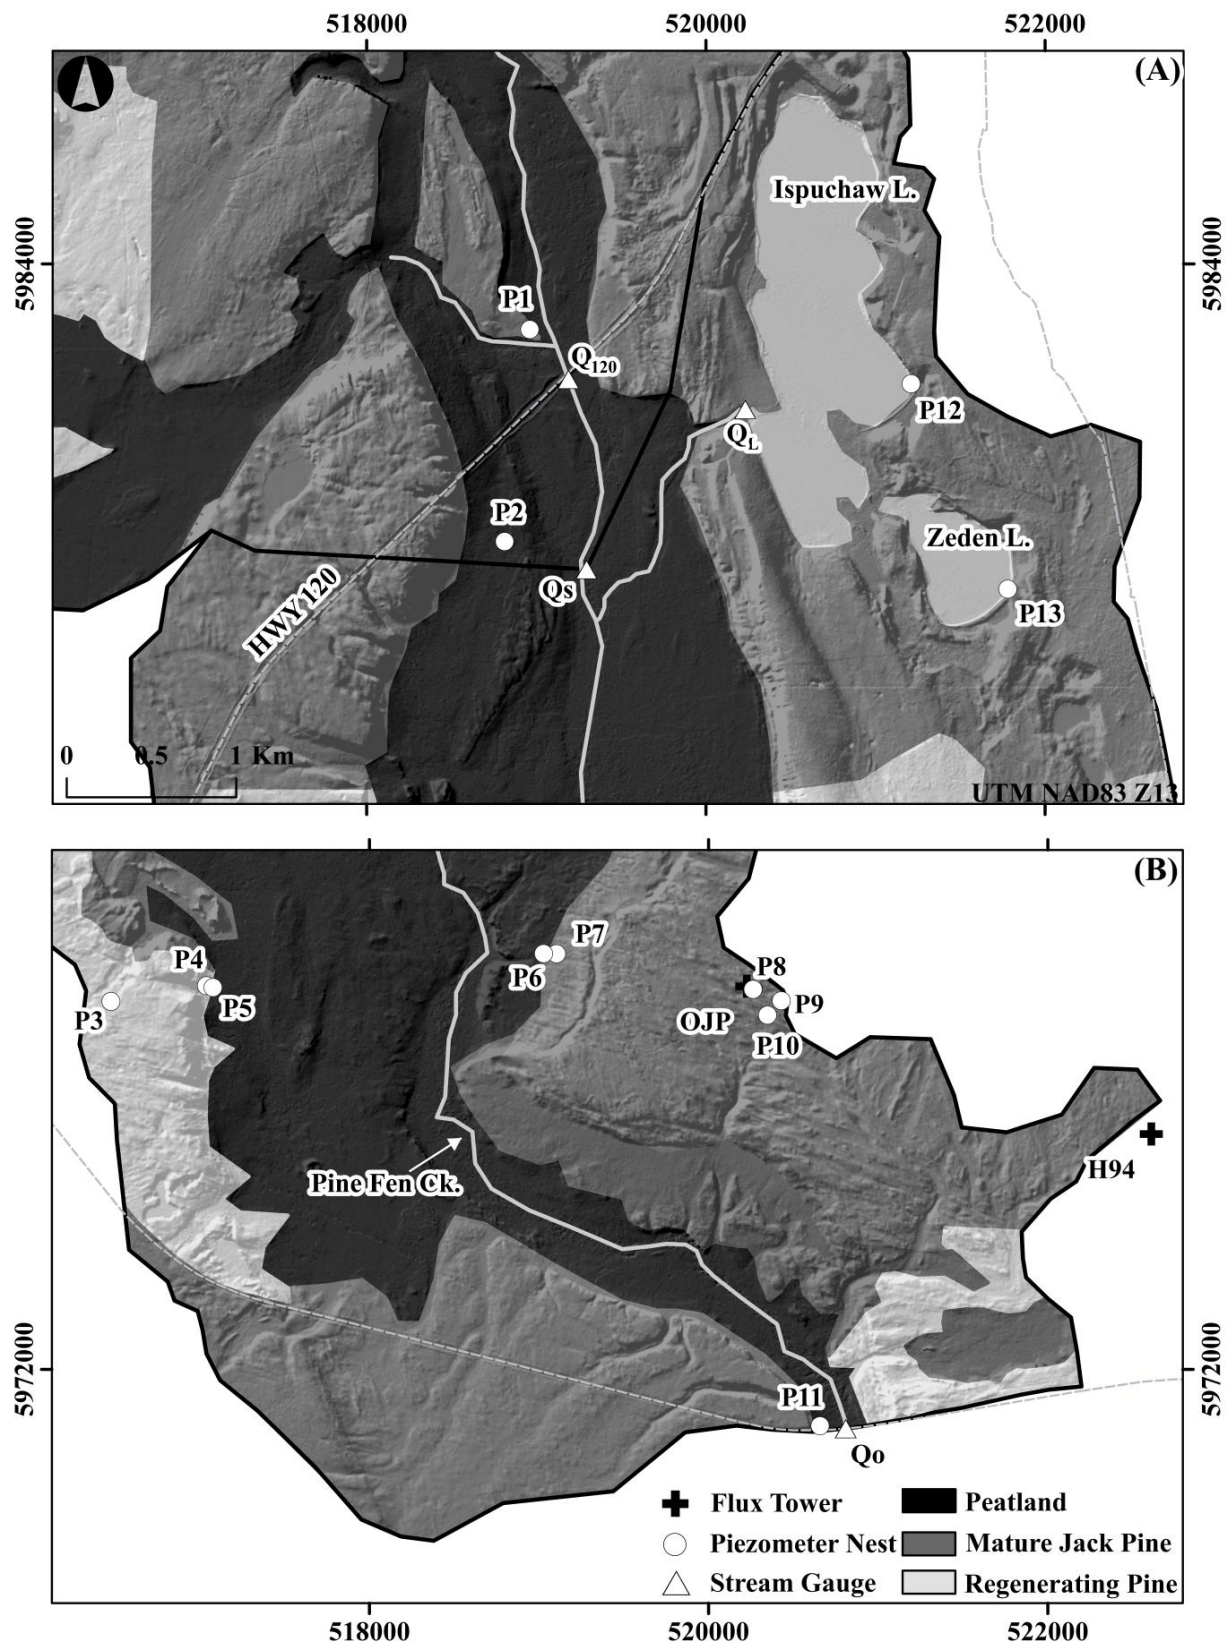 518000 520000 522000
(A)
Ispuchaw L.
5984000 5984000
P1
Q120
P12
QL
P2
Zeden L.
Qs
P13
HWY 120
0 0.5 1 Km
UTM NAD83 Z13
(B)
P7
P6
P4
P5
P3
P8
P9
OJP
P10
H94
Pine Fen Ck.
5972000 5972000
P11
Qo
Flux Tower Peatland
Piezometer Nest Mature Jack Pine
Stream Gauge Regenerating Pine
518000 520000 522000